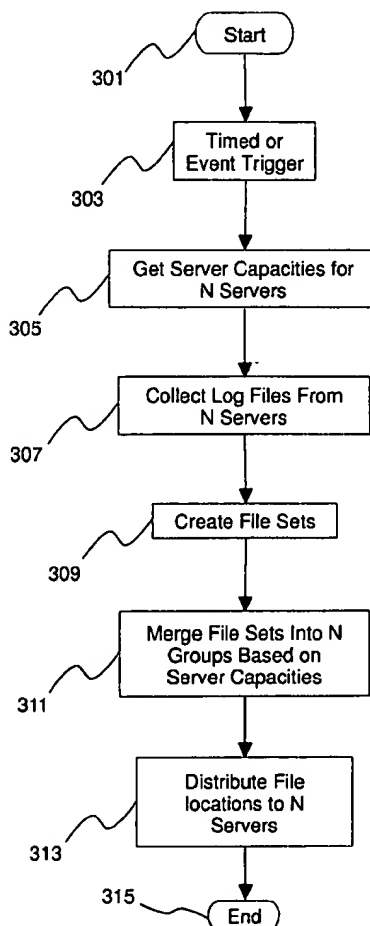 Start
301
Timed or
Event Trigger
303
Get Server Capacities for
N Servers
305
Collect Log Files From
N Servers
307
Create File Sets
309
Merge File Sets Into N
Groups Based on
Server Capacities
311
Distribute File
locations to N
Servers
313
315
End